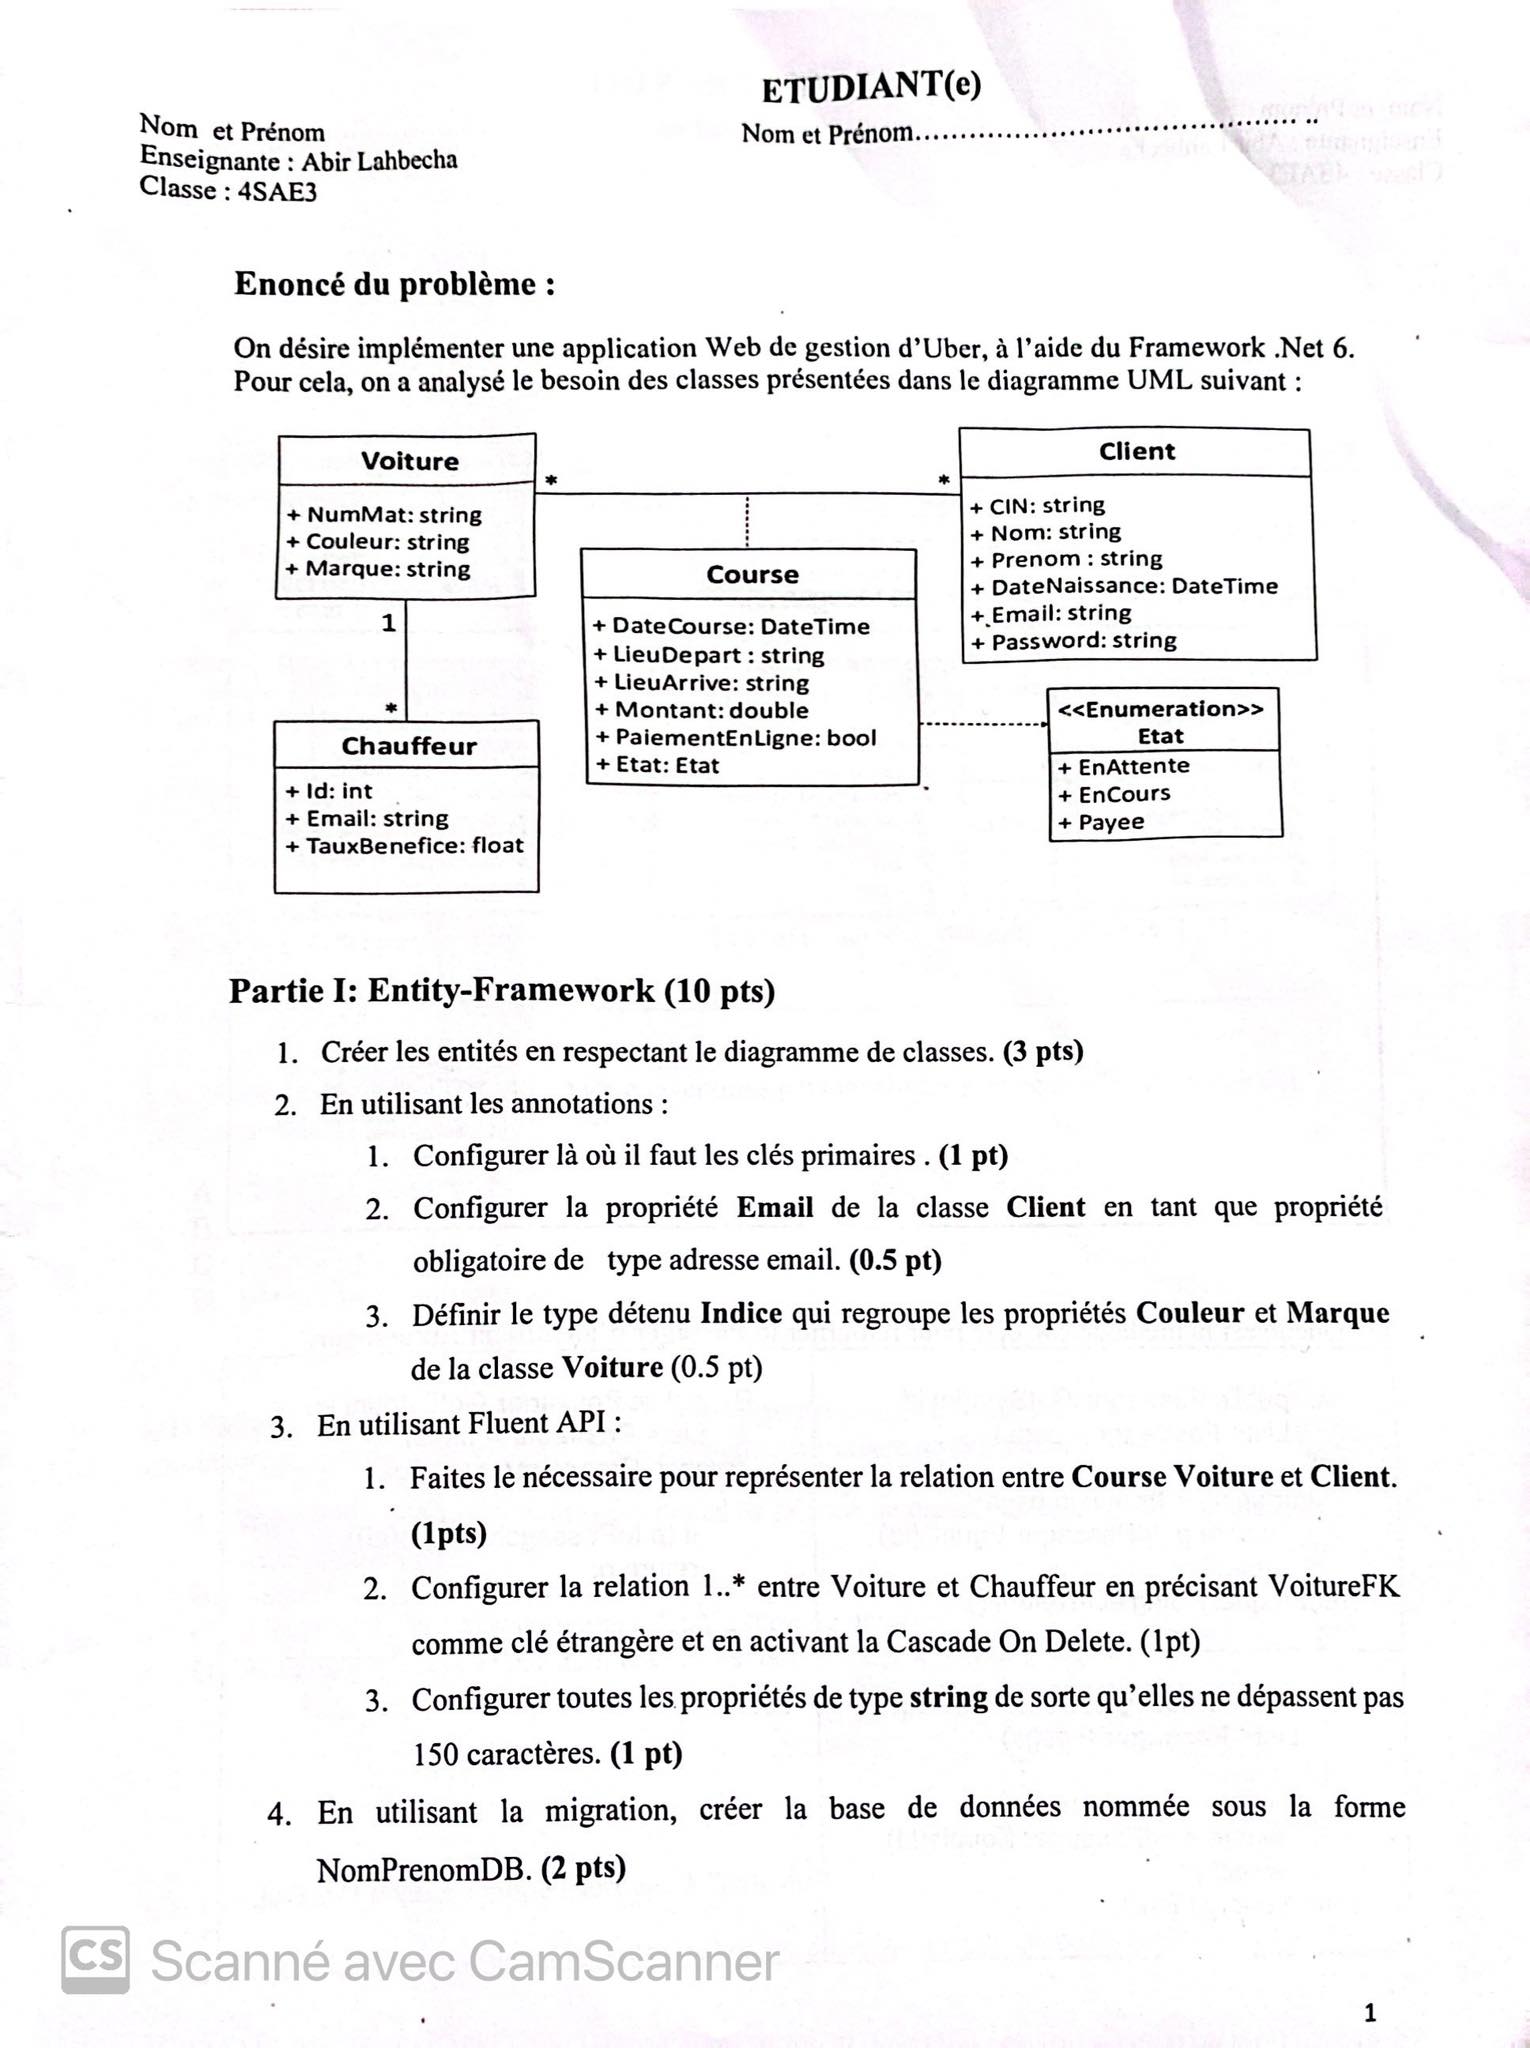 ETUDIANT(e)
Nom et Prénom
Nom et Prénom............................................. ..
Enseignante : Abir Lahbecha
Classe : 4SAE3
Enoncé du problème :
On désire implémenter une application Web de gestion d'Uber, à l'aide du Framework .Net 6.
Pour cela, on a analysé le besoin des classes présentées dans le diagramme UML suivant :
Voiture
+ NumMat: string
+ Couleur: string
+ Marque: string
*
*
Client
+ CIN: string
+ Nom: string
+ Prenom : string
+ DateNaissance: DateTime
+ Email: string
+ Password: string
Course
+ DateCourse: DateTime
+ LieuDepart : string
+ LieuArrive: string
+ Montant: double
+ PaiementEnLigne: bool
+ Etat: Etat
1
*
<<Enumeration>>
Etat
+ EnAttente
+ EnCours
+ Payee
Chauffeur
+ Id: int
+ Email: string
+ TauxBenefice: float
Partie I: Entity-Framework (10 pts)
1. Créer les entités en respectant le diagramme de classes. (3 pts)
2. En utilisant les annotations :
1. Configurer là où il faut les clés primaires . (1 pt)
2. Configurer la propriété Email de la classe Client en tant que propriété
obligatoire de type adresse email. (0.5 pt)
3. Définir le type détenu Indice qui regroupe les propriétés Couleur et Marque
de la classe Voiture (0.5 pt)
3. En utilisant Fluent API :
1. Faites le nécessaire pour représenter la relation entre Course Voiture et Client.
(1pts)
2. Configurer la relation 1..* entre Voiture et Chauffeur en précisant VoitureFK
comme clé étrangère et en activant la Cascade On Delete. (1pt)
3. Configurer toutes les propriétés de type string de sorte qu'elles ne dépassent pas
150 caractères. (1 pt)
4. En utilisant la migration, créer la base de données nommée sous la forme
NomPrenomDB. (2 pts)
CS Scanné avec CamScanner
1